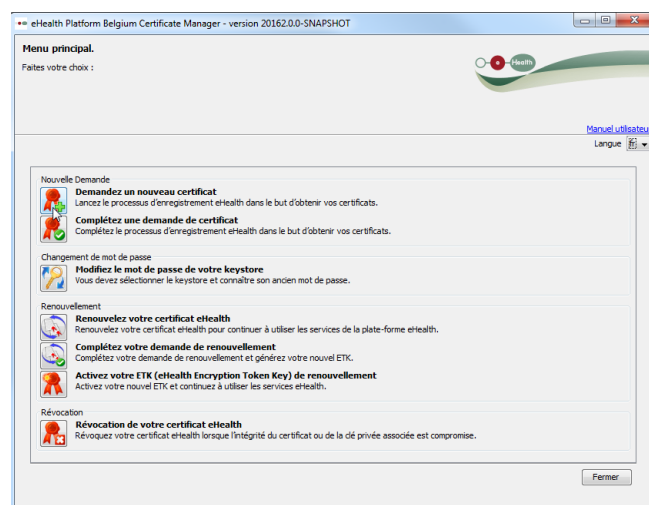 eHealth Platform Belgium Certificate Manager - version 20162.0.0-SNAPSHOT
Menu principal.
Faites votre choix :
Health
Manuel utilisateu
Langue fr
Nouvelle Demande
Demandez un nouveau certificat
Lancez le processus d'enregistrement eHealth dans le but d'obtenir vos certificats.
Complétez une demande de certificat
Complétez le processus d'enregistrement eHealth dans le but d'obtenir vos certificats.
Changement de mot de passe
Modifiez le mot de passe de votre keystore
Vous devez sélectionner le keystore et connaître son ancien mot de passe.
Renouvellement
Renouvelez votre certificat eHealth
Renouvelez votre certificat eHealth pour continuer à utiliser les services de la plate-forme eHealth.
Complétez votre demande de renouvellement
Complétez votre demande de renouvellement et générez votre nouvel ETK.
Activez votre ETK (eHealth Encryption Token Key) de renouvellement
Activez votre nouvel ETK et continuez à utiliser les services eHealth.
Révocation
Révocation de votre certificat eHealth
Révoquez votre certificat eHealth lorsque l'intégrité du certificat ou de la clé privée associée est compromise.
Fermer